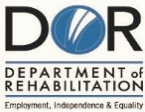 DOR
DEPARTMENT of
REHABILITATION
Employment, Independence & Equality